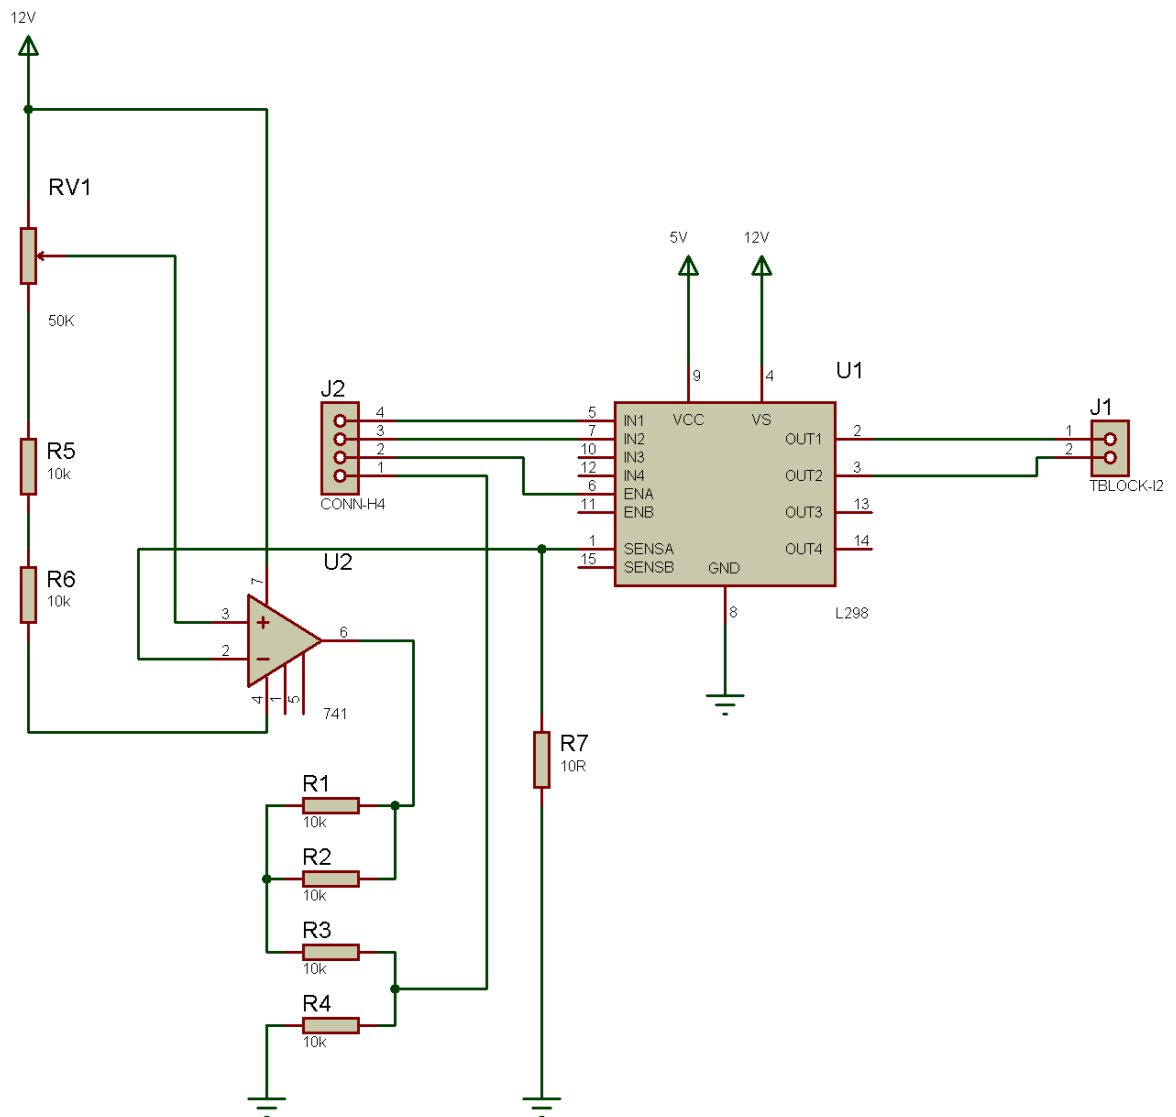 12V
RV1
50K
R5
10k
R6
10k
J2
4
3
2
1
CONN-H4
5V
12V
9
4
U1
VCC
VS
5
IN1
7
IN2
10
IN3
12
IN4
6
ENA
11
ENB
1
SENSA
15
SENSB
GND
8
OUT1
2
OUT2
3
OUT3
13
OUT4
14
L298
J1
1
2
TBLOCK-I2
U2
7
3
+
2
−
6
4
1
5
741
R7
10R
R1
10k
R2
10k
R3
10k
R4
10k